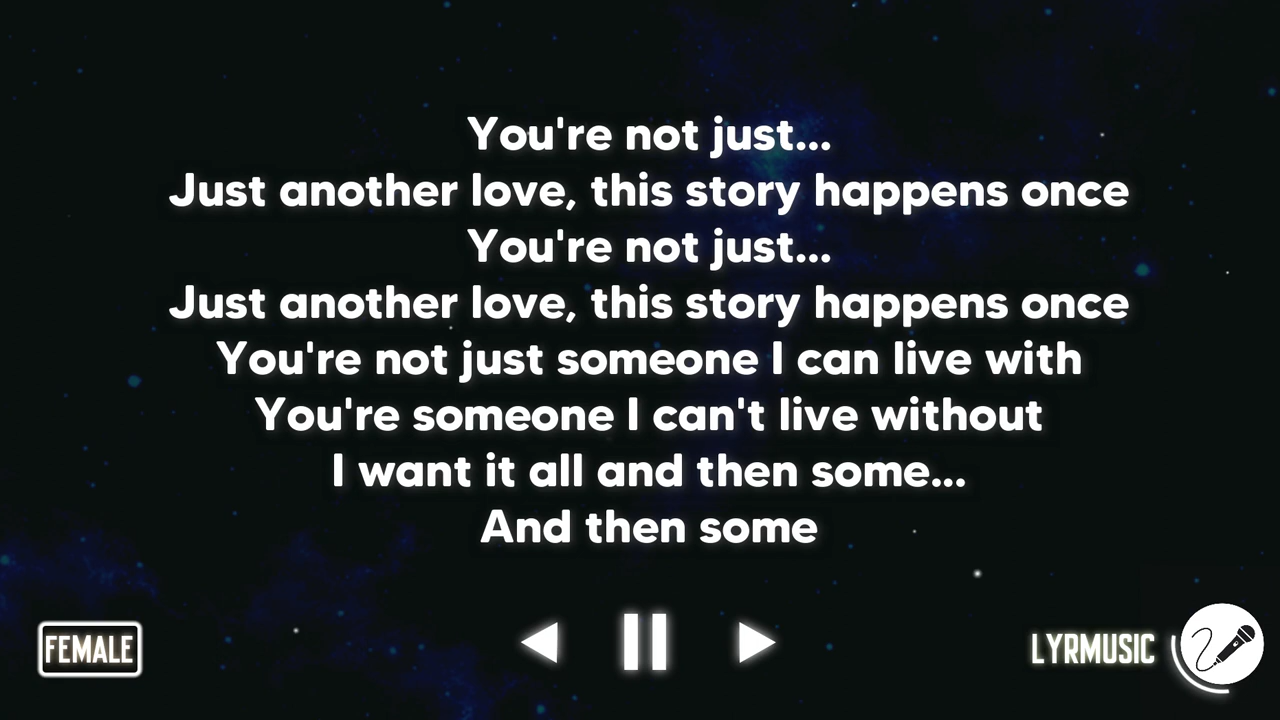 You're not just...
Just another love, this story happens once
You're not just...
Just another love, this story happens once
You're not just someone I can live with
You're someone I can't live without
I want it all and then some...
And then some
FEMALE
LYRMUSIC